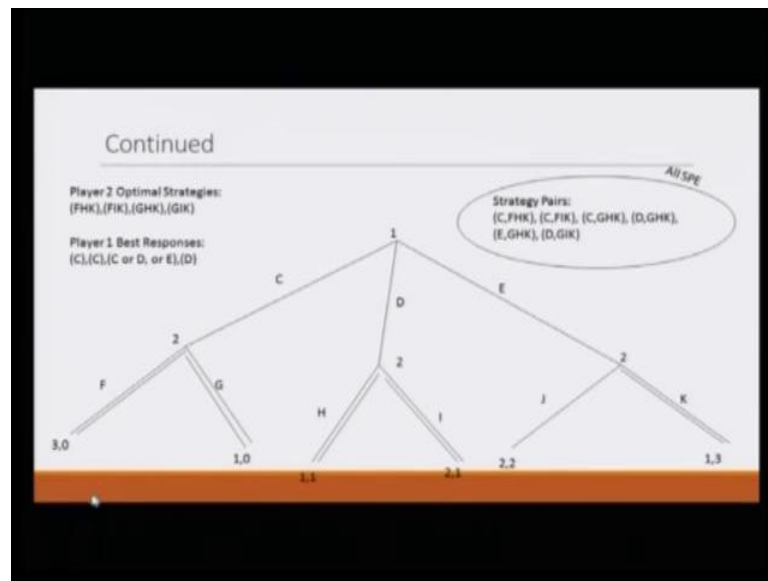 Continued
Player 2 Optimal Strategies:
(FHK),(FIK),(GHK),(GIK)
Player 1 Best Responses:
(C),(C),(C or D, or E),(D)
All SPE
Strategy Pairs:
(C,FHK), (C,FIK), (C,GHK), (D,GHK),
(E,GHK), (D,GIK)
1
C
D
E
2
2
2
F
G
H
I
J
K
3,0
1,0
1,1
2,1
2,2
1,3